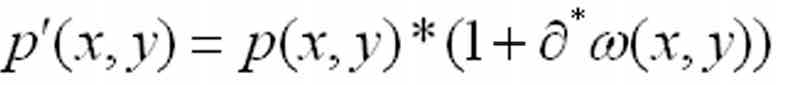 p′(x, y) = p(x, y) * (1 + ∂*ω(x, y))